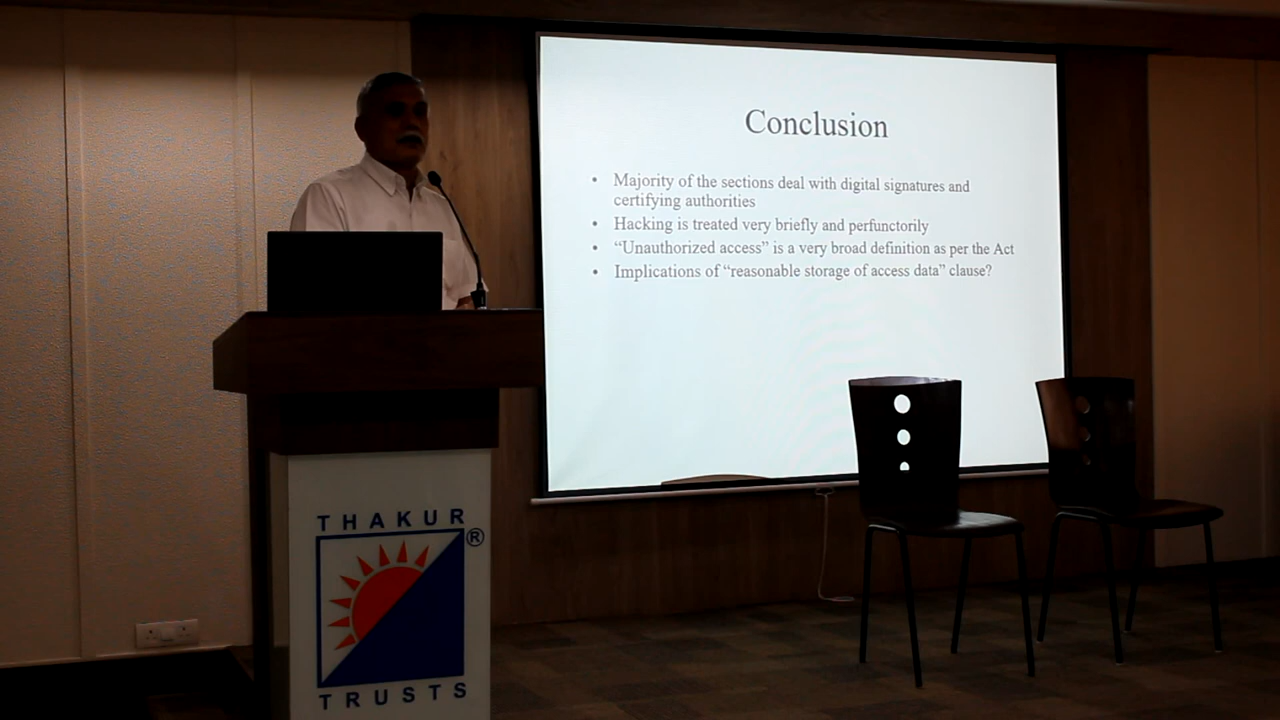 Conclusion
• Majority of the sections deal with digital signatures and
certifying authorities
• Hacking is treated very briefly and perfunctorily
• “Unauthorized access” is a very broad definition as per the Act
• Implications of “reasonable storage of access data” clause?
THAKUR
®
TRUSTS